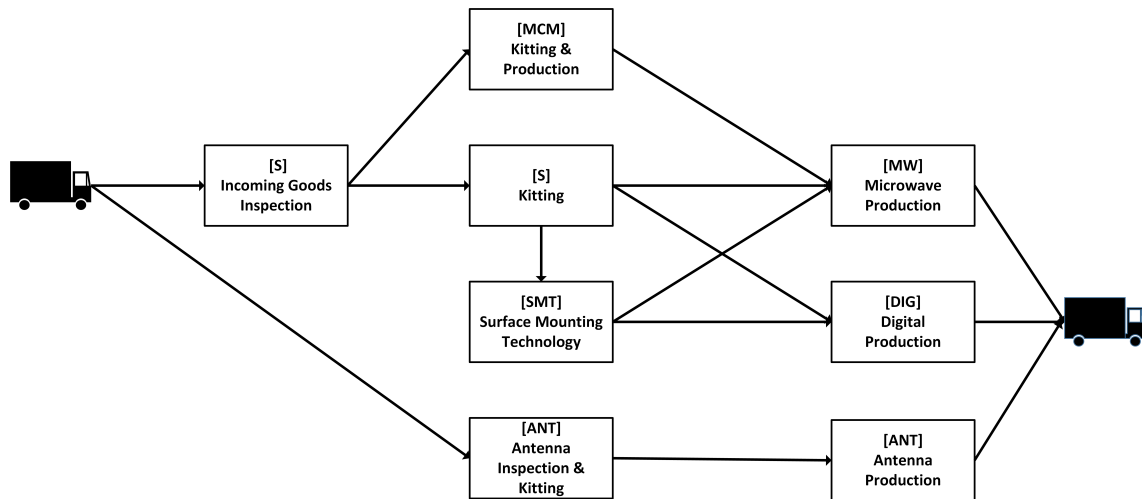 [MCM]
Kitting &
Production
[S]
Incoming Goods
Inspection
[S]
Kitting
[MW]
Microwave
Production
[SMT]
Surface Mounting
Technology
[DIG]
Digital
Production
[ANT]
Antenna
Inspection &
Kitting
[ANT]
Antenna
Production